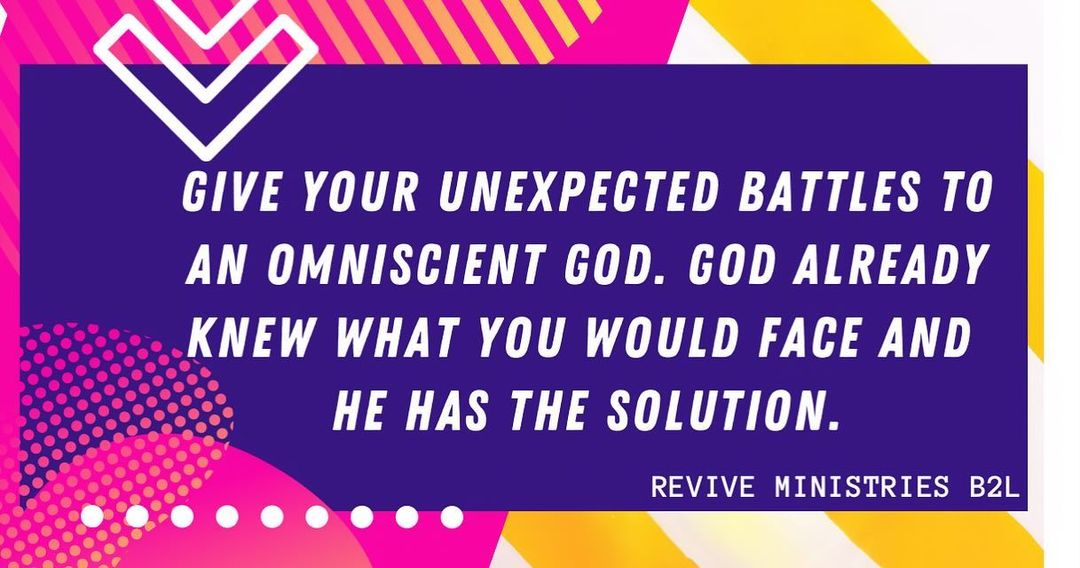 GIVE YOUR UNEXPECTED BATTLES TO
AN OMNISCIENT GOD. GOD ALREADY
KNEW WHAT YOU WOULD FACE AND
HE HAS THE SOLUTION.
REVIVE MINISTRIES B2L